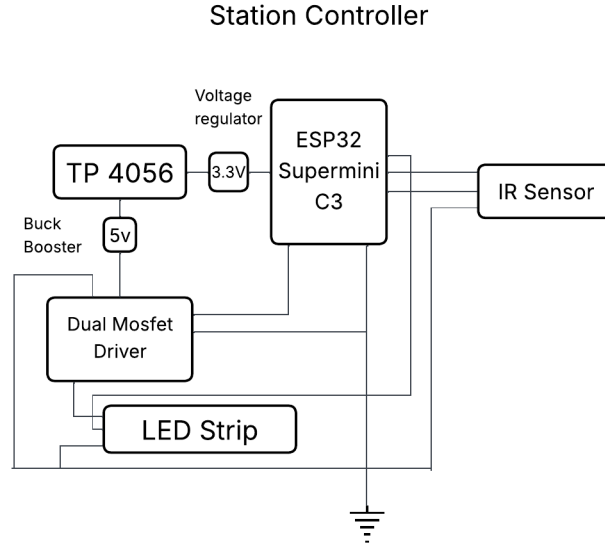 Station Controller
Voltage
regulator
ESP32
Supermini
C3
TP 4056
3.3V
IR Sensor
Buck
Booster
5v
Dual Mosfet
Driver
LED Strip